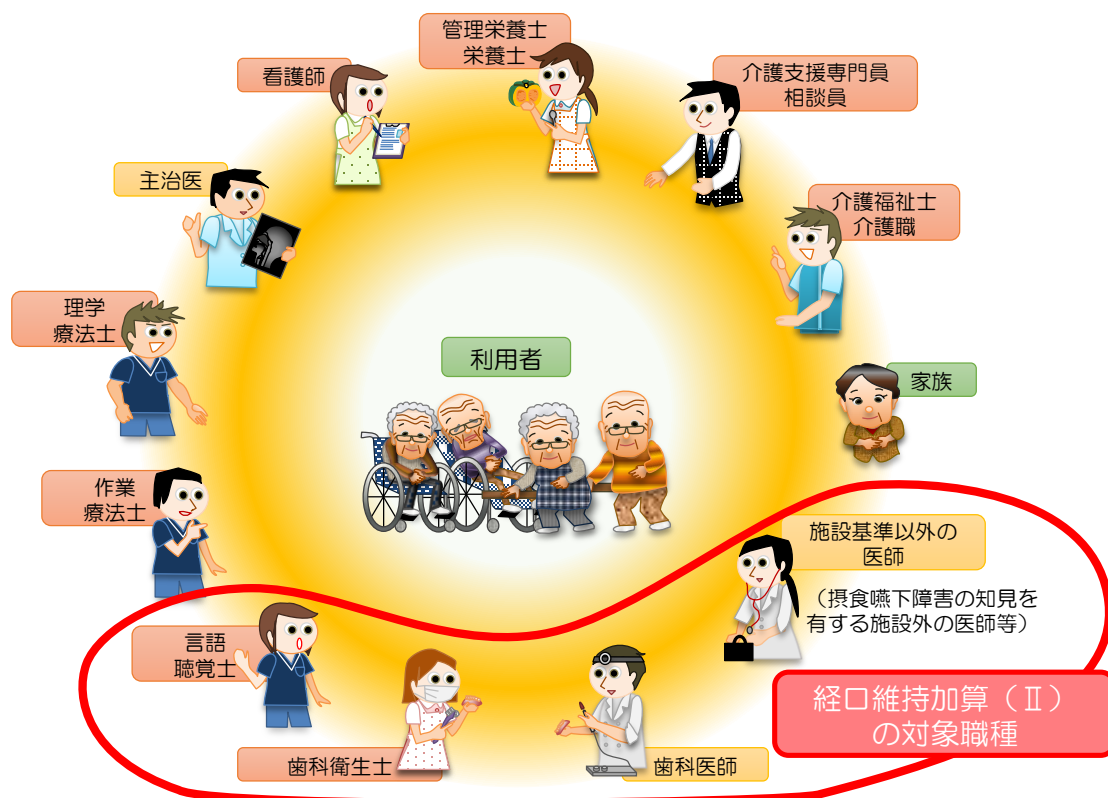 管理栄養士
栄養士
看護師
介護支援専門員
相談員
主治医
介護福祉士
介護職
理学
療法士
利用者
家族
作業
療法士
施設基準以外の
医師
（摂食嚥下障害の知見を
有する施設外の医師等）
言語
聴覚士
経口維持加算（Ⅱ）
の対象職種
歯科衛生士
歯科医師